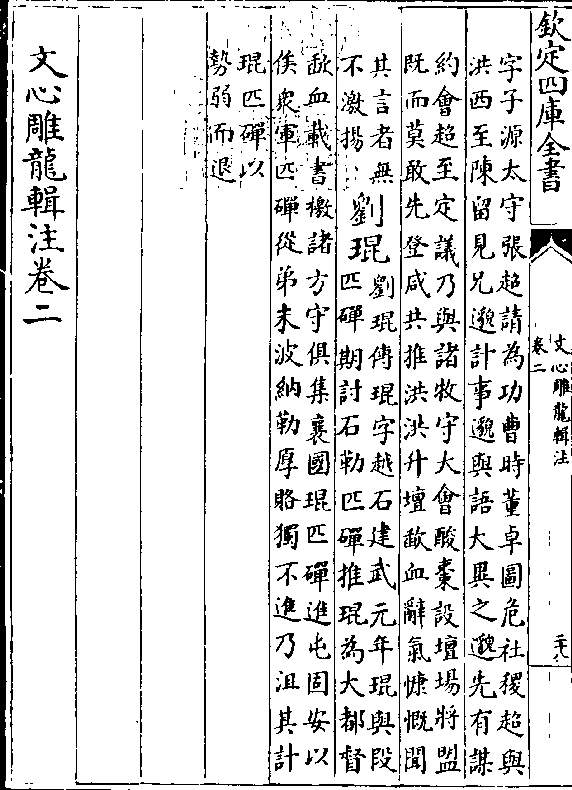 欽定四庫全書
文心雕龍輯注
卷二
字子源太守張超請為功曹時董卓圖危社稷超與
洪西至陳留見兄邈計事邈與語大異之邈先有謀
約會超至定議乃與諸牧守大會酸棗設壇場將盟
既而莫敢先登咸共推洪洪升壇歃血辭氣慷慨聞
其言者無
不激揚
劉琨
劉琨傳琨字越石建武元年琨與段
匹磾期討石勒匹磾推琨為大都督
歃血載書檄諸方守俱集襄國琨匹磾進屯固安以
俟衆軍匹磾從弟末波納勒厚賂獨不進乃沮其計
琨匹磾以
勢弱而退
文心雕龍輯注卷二